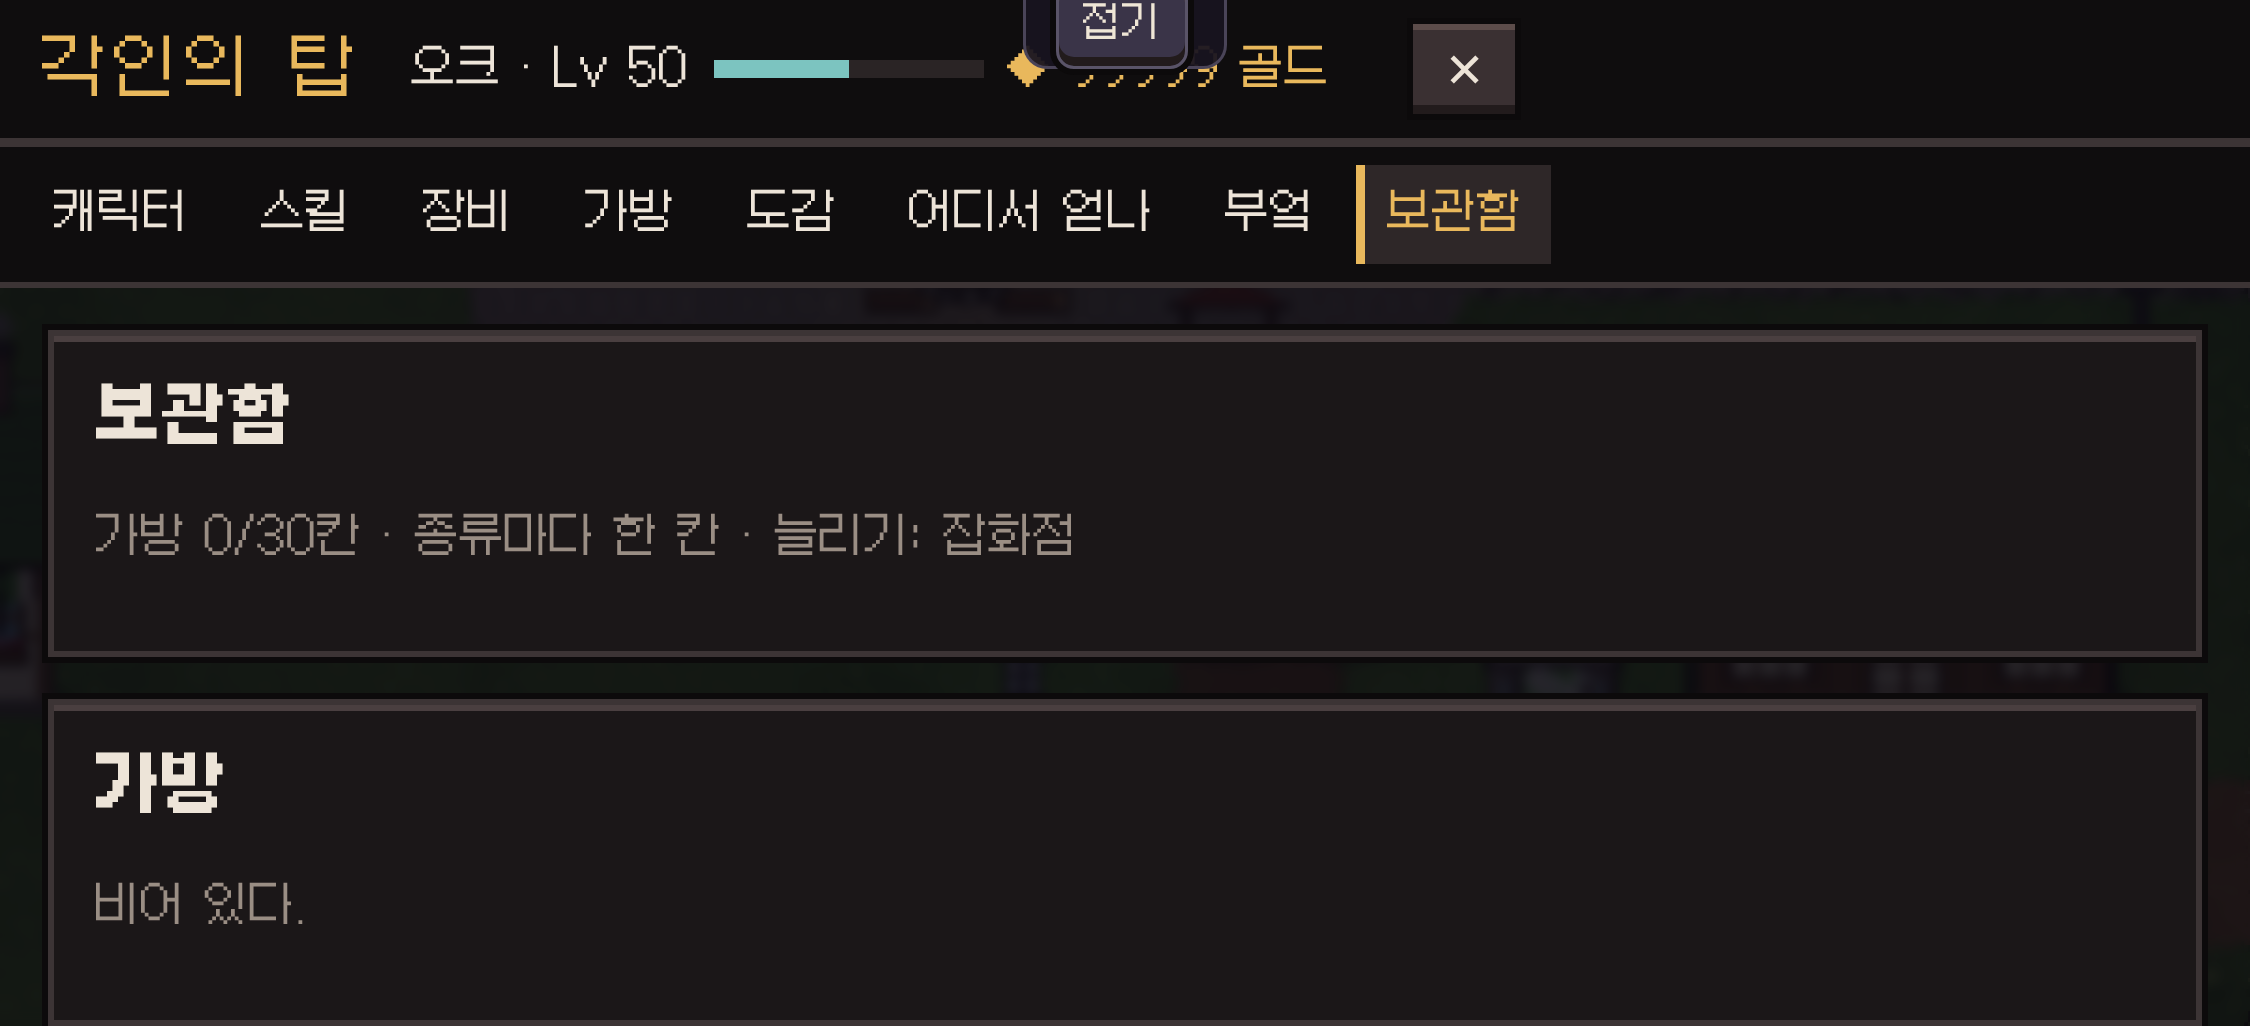 접기
각인의 탑 오크 · Lv 50 골드 ×
캐릭터 스킬 장비 가방 도감 어디서 얻나 부엌 보관함
보관함
가방 0/30칸 · 종류마다 한 칸 · 늘리기: 잡화점
가방
비어 있다.